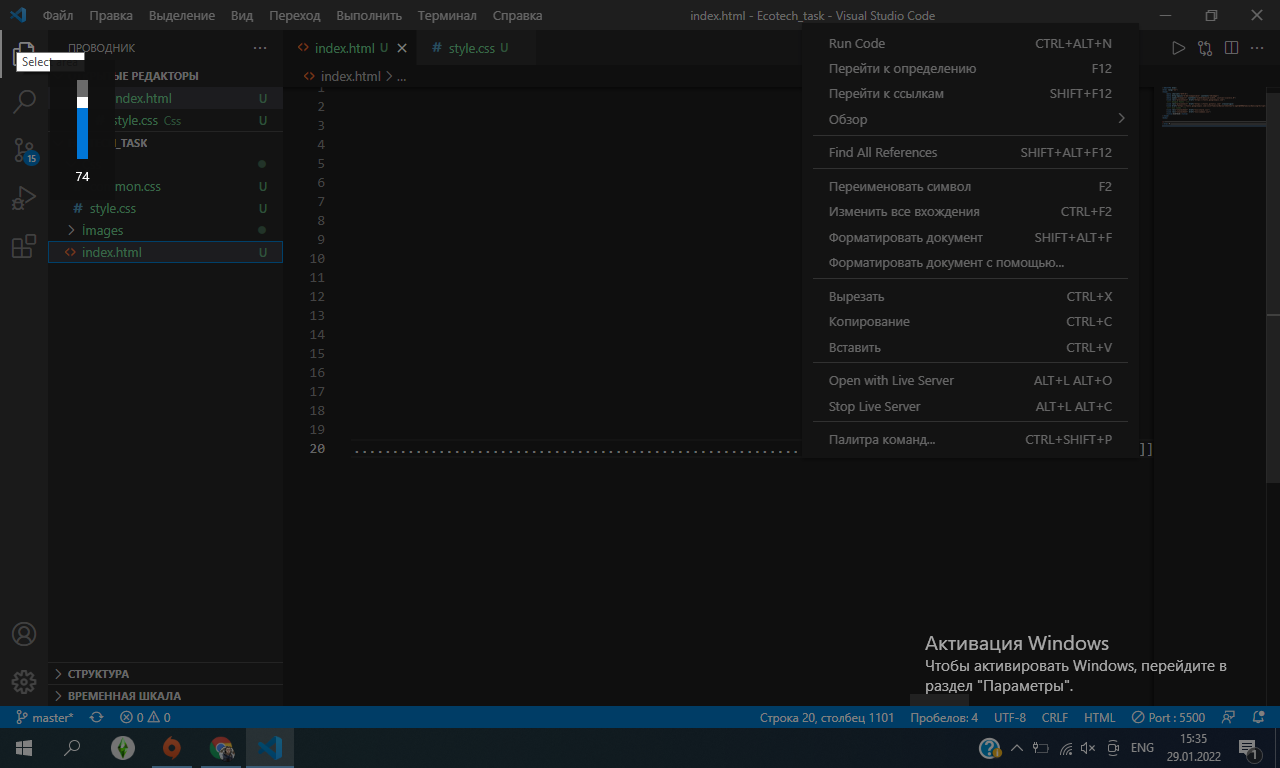 Файл Правка Выделение Вид Переход Выполнить Терминал Справка index.html - Ecotech_task - Visual Studio Code
ПРОВОДНИК ...
Select
ЫЕ РЕДАКТОРЫ
ndex.html U
style.css Css U
_TASK
mon.css U
# style.css U
Images
index.html U
15
74
index.html U
# style.css U
index.html > ...
1
2
3
4
5
6
7
8
9
10
11
12
13
14
15
16
17
18
19
20
]]
Run Code CTRL+ALT+N
Перейти к определению F12
Перейти к ссылкам SHIFT+F12
Обзор
Find All References SHIFT+ALT+F12
Переименовать символ F2
Изменить все вхождения CTRL+F2
Форматировать документ SHIFT+ALT+F
Форматировать документ с помощью...
Вырезать CTRL+X
Копирование CTRL+C
Вставить CTRL+V
Open with Live Server ALT+L ALT+O
Stop Live Server ALT+L ALT+C
Палитра команд... CTRL+SHIFT+P
Активация Windows
Чтобы активировать Windows, перейдите в
раздел "Параметры".
СТРУКТУРА
ВРЕМЕННАЯ ШКАЛА
master* 0 0 Строка 20, столбец 1101 Пробелов: 4 UTF-8 CRLF HTML Port : 5500
ENG
15:35
29.01.2022
1